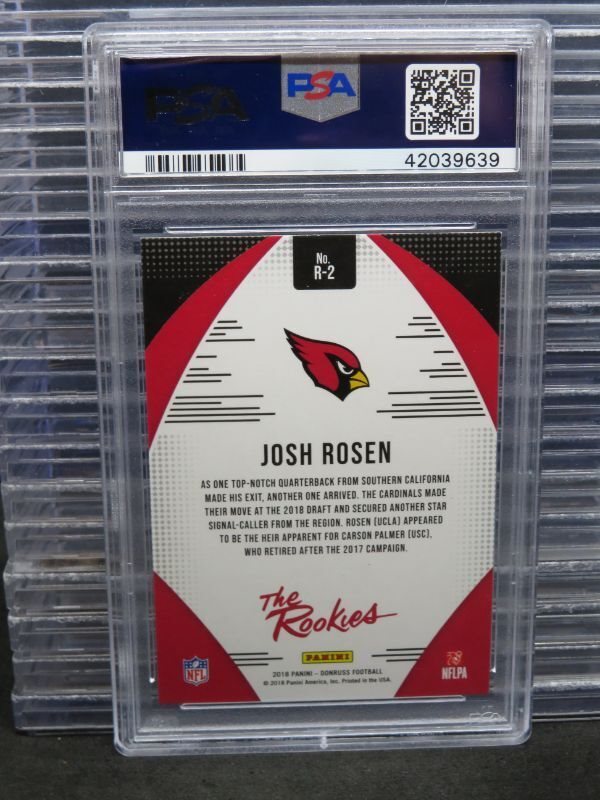 PSA
PSA
42039639
No.
R-2
JOSH ROSEN
AS ONE TOP-NOTCH QUARTERBACK FROM SOUTHERN CALIFORNIA
MADE HIS EXIT, ANOTHER ONE ARRIVED. THE CARDINALS MADE
THEIR MOVE AT THE 2018 DRAFT AND SECURED ANOTHER STAR
SIGNAL-CALLER FROM THE REGION. ROSEN (UCLA) APPEARED
TO BE THE HEIR APPARENT FOR CARSON PALMER (USC),
WHO RETIRED AFTER THE 2017 CAMPAIGN.
The
Rookies
PANINI
NFL
NFLPA
2018 PANINI – DONRUSS FOOTBALL
© 2018 Panini America, Inc. Printed in the USA.